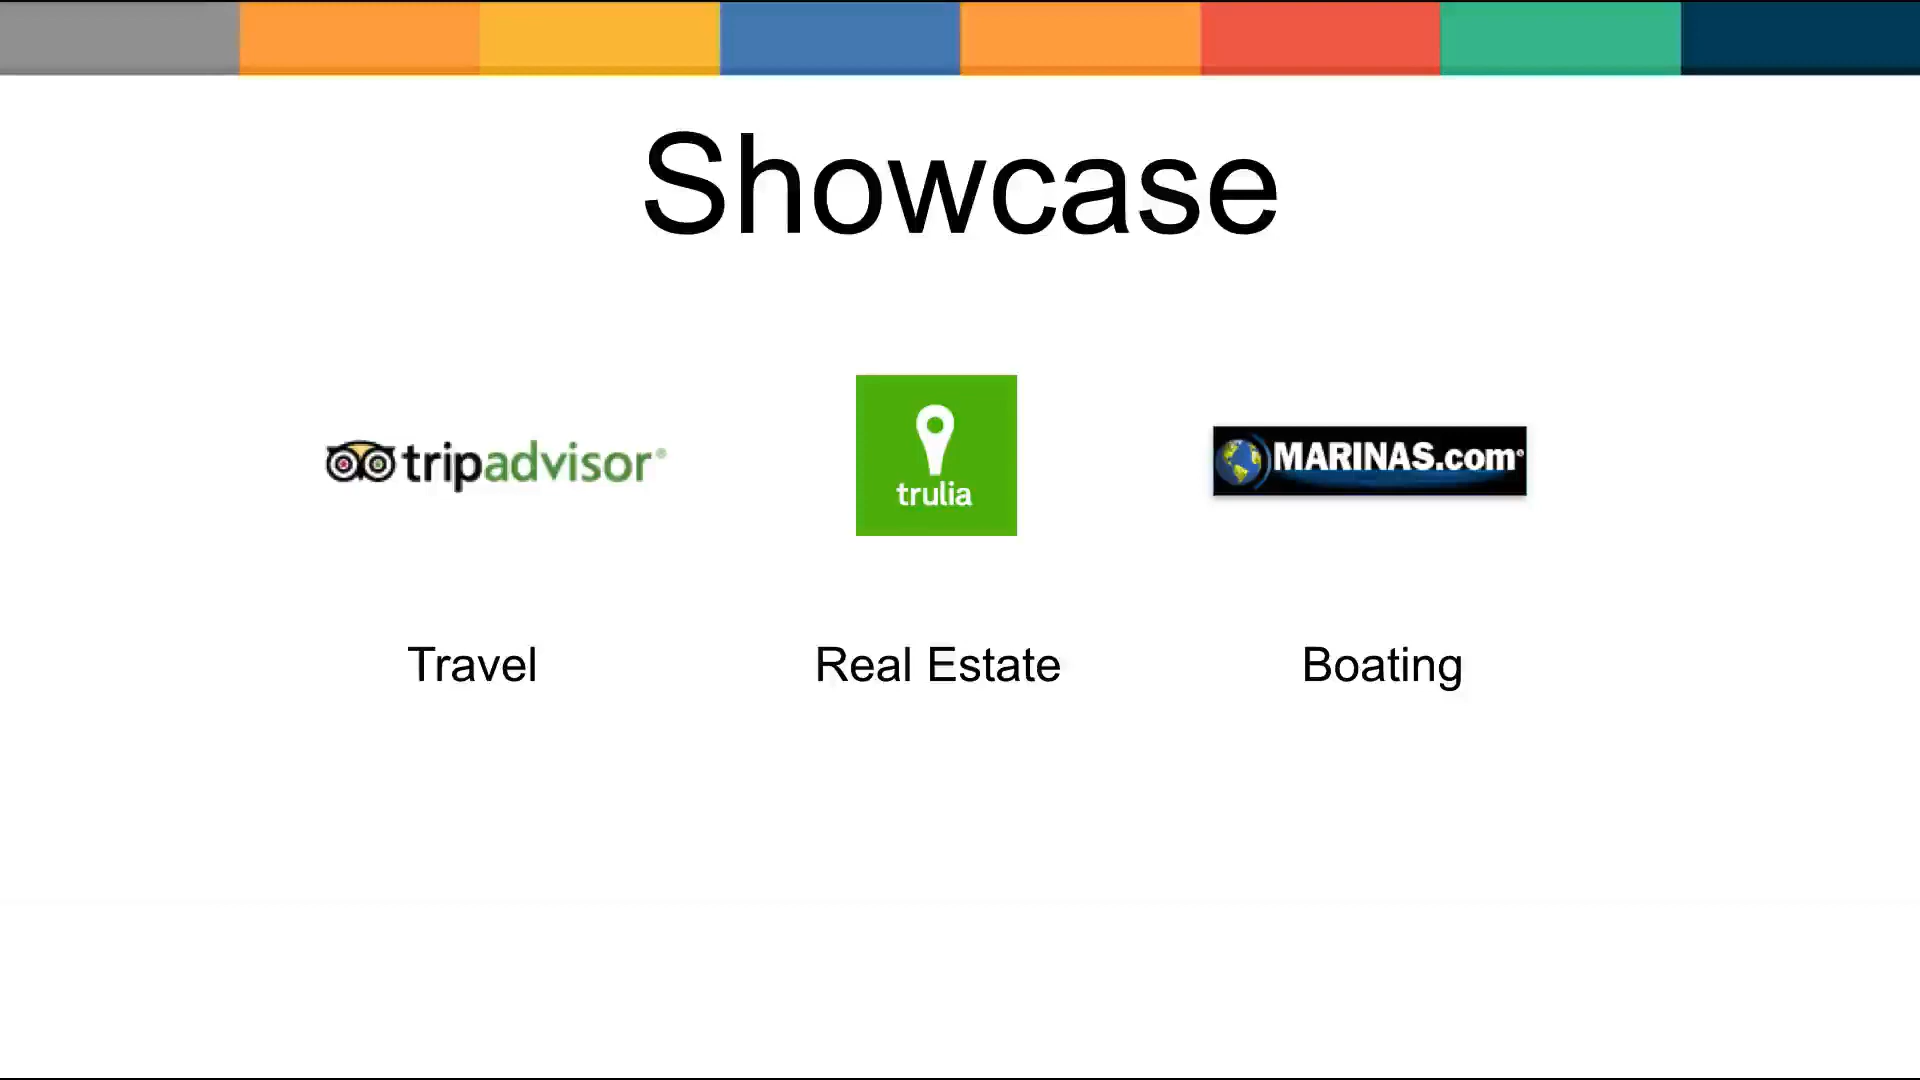 Showcase
tripadvisor®
trulia
MARINAS.com®
Travel
Real Estate
Boating